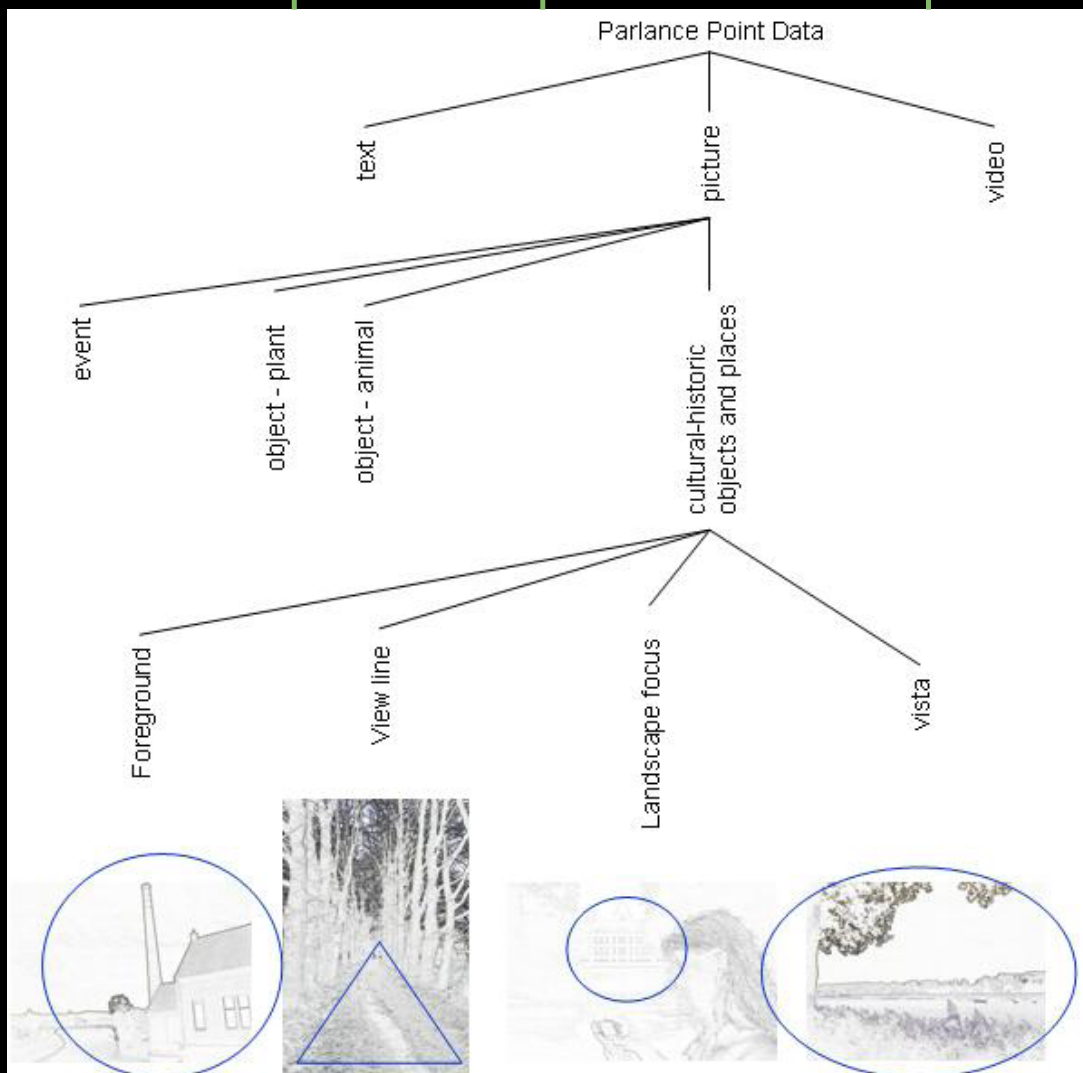 Parlance Point Data
text
picture
video
event
object - plant
object - animal
cultural-historic
objects and places
Foreground
View line
Landscape focus
vista